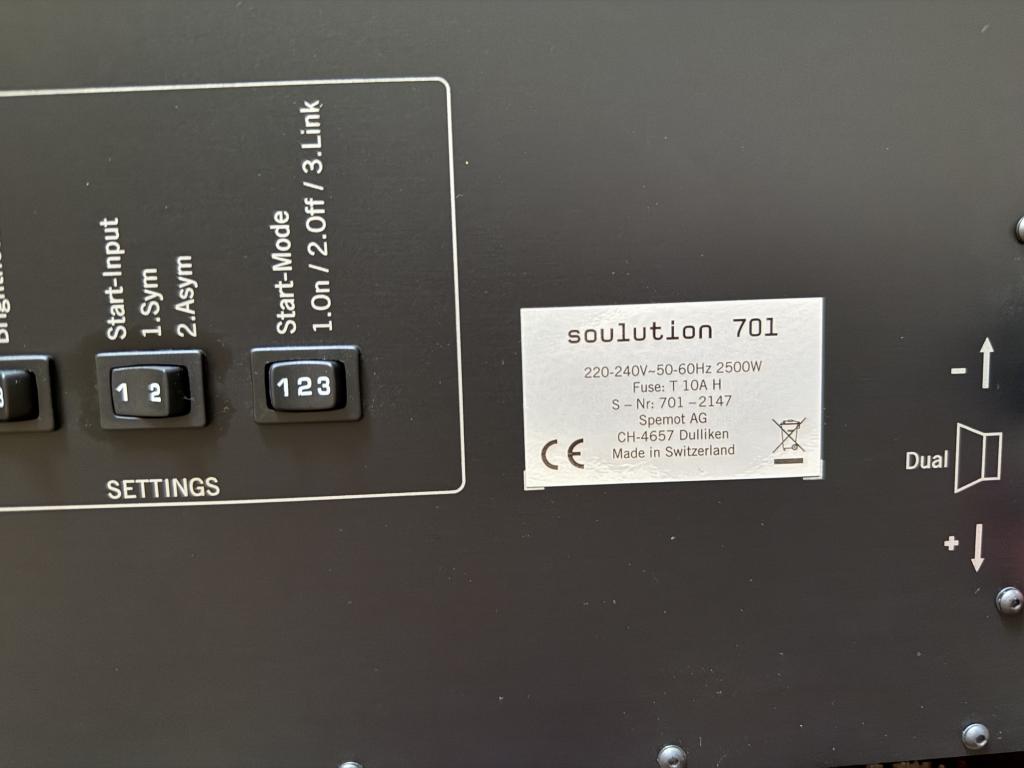 Start-Input
1.Sym
2.Asym
1 2
Start-Mode
1.On / 2.Off / 3.Link
123
SETTINGS
soulution 701
220-240V~50-60Hz 2500W
Fuse: T 10A H
S – Nr: 701 –2147
Spemot AG
CH-4657 Dulliken
Made in Switzerland
CE
-
Dual
+